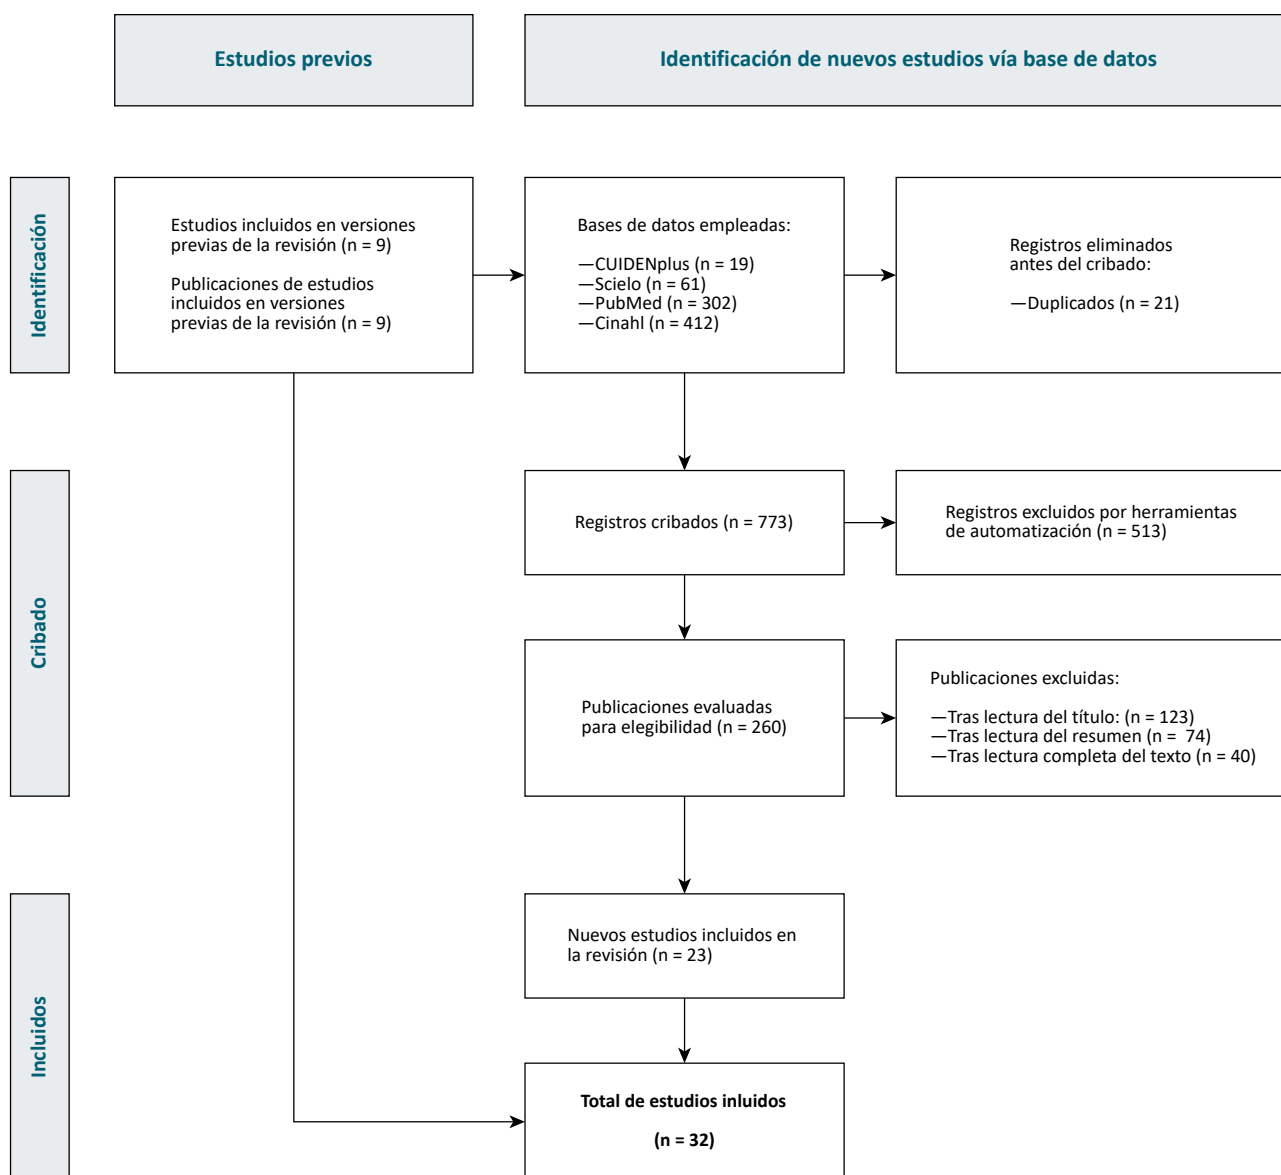 Estudios previos
Identificación de nuevos estudios vía base de datos
Identificación
Estudios incluidos en versiones
previas de la revisión (n = 9)
Publicaciones de estudios
incluidos en versiones
previas de la revisión (n = 9)
Bases de datos empleadas:
—CUIDENplus (n = 19)
—Scielo (n = 61)
—PubMed (n = 302)
—Cinahl (n = 412)
Registros eliminados
antes del cribado:
—Duplicados (n = 21)
Cribado
Registros cribados (n = 773)
Registros excluidos por herramientas
de automatización (n = 513)
Publicaciones evaluadas
para elegibilidad (n = 260)
Publicaciones excluidas:
—Tras lectura del título: (n = 123)
—Tras lectura del resumen (n =  74)
—Tras lectura completa del texto (n = 40)
Incluidos
Nuevos estudios incluidos en
la revisión (n = 23)
Total de estudios inluidos
(n = 32)